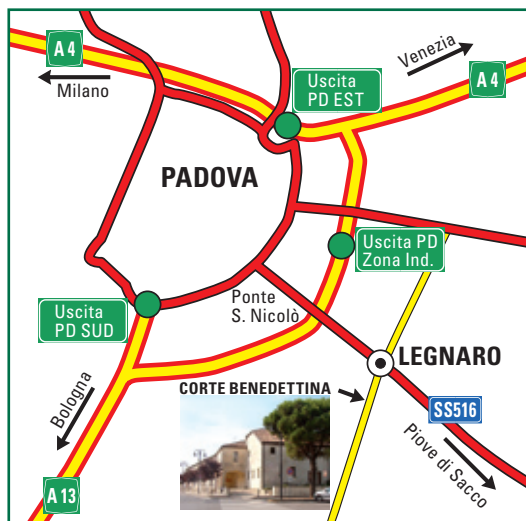 A4
Milano
Uscita
PD EST
Venezia
A4
PADOVA
Uscita PD
Zona Ind.
Uscita
PD SUD
Ponte
S. Nicolò
LEGNARO
CORTE BENEDETTINA
Bologna
SS516
Piove di Sacco
A13